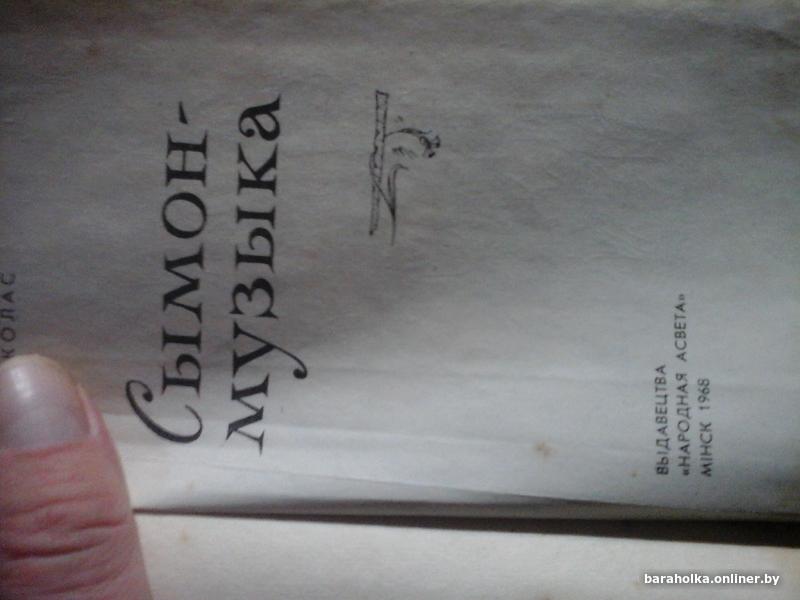 КОЛАС
Сымон-
музыка
ВЫДАВЕЦТВА
«НАРОДНАЯ АСВЕТА»
МІНСК 1968
baraholka.onliner.by